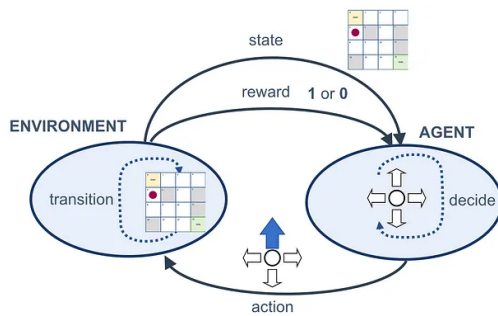 state
reward 1 or 0
ENVIRONMENT
AGENT
transition
decide
action